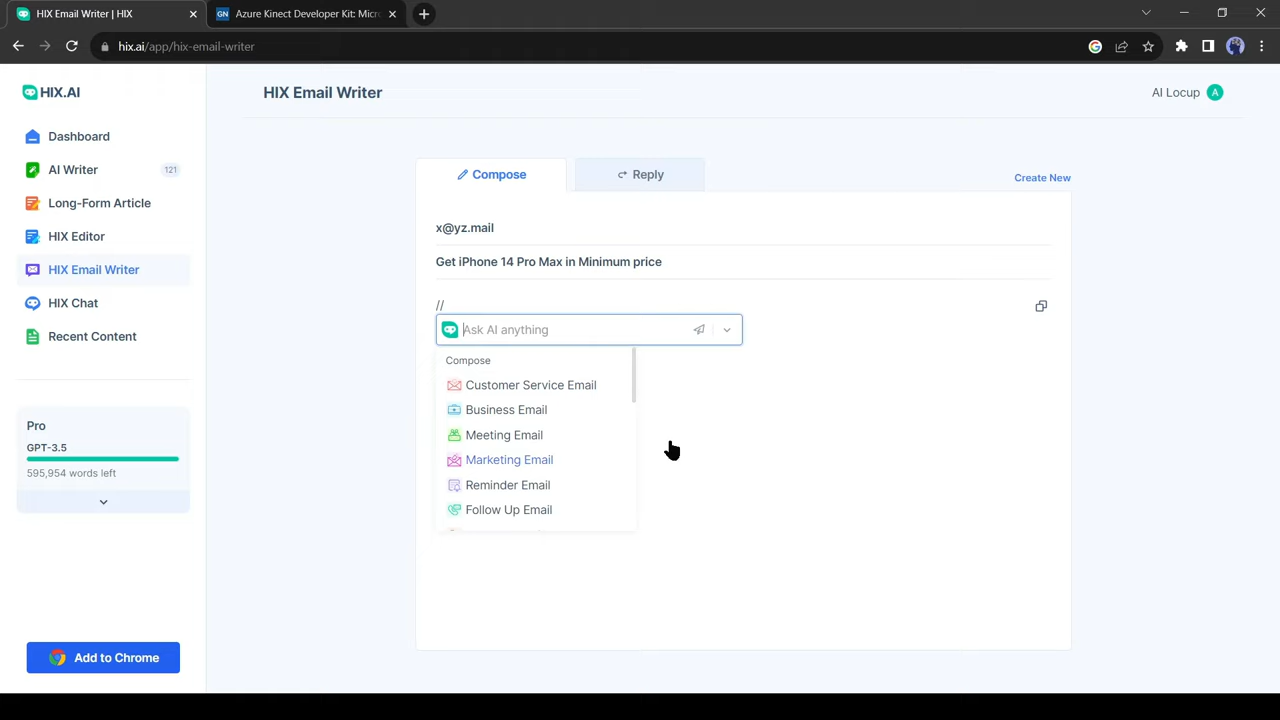 HIX Email Writer | HIX
GN
Azure Kinect Developer Kit: Micr
hix.ai/app/hix-email-writer
HIX.AI
HIX Email Writer
AI Locup A
Dashboard
AI Writer 121
Long-Form Article
HIX Editor
HIX Email Writer
HIX Chat
Recent Content
Compose
Reply
Create New
x@yz.mail
Get iPhone 14 Pro Max in Minimum price
//
Ask AI anything
Compose
Customer Service Email
Business Email
Meeting Email
Marketing Email
Reminder Email
Follow Up Email
Pro
GPT-3.5
595,954 words left
Add to Chrome